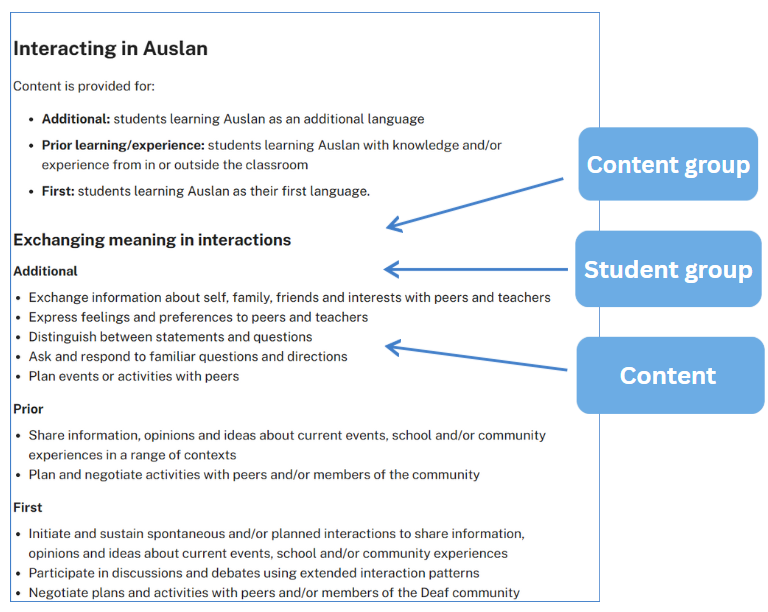 Interacting in Auslan
Content is provided for:
• Additional: students learning Auslan as an additional language
• Prior learning/experience: students learning Auslan with knowledge and/or
experience from in or outside the classroom
• First: students learning Auslan as their first language.
Content group
Exchanging meaning in interactions
Student group
Additional
• Exchange information about self, family, friends and interests with peers and teachers
• Express feelings and preferences to peers and teachers
• Distinguish between statements and questions
• Ask and respond to familiar questions and directions
• Plan events or activities with peers
Content
Prior
• Share information, opinions and ideas about current events, school and/or community
experiences in a range of contexts
• Plan and negotiate activities with peers and/or members of the community
First
• Initiate and sustain spontaneous and/or planned interactions to share information,
opinions and ideas about current events, school and/or community experiences
• Participate in discussions and debates using extended interaction patterns
• Negotiate plans and activities with peers and/or members of the Deaf community